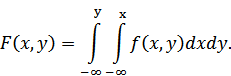 F(x,y) = ∫_{-∞}^{y} ∫_{-∞}^{x} f(x,y)dxdy.